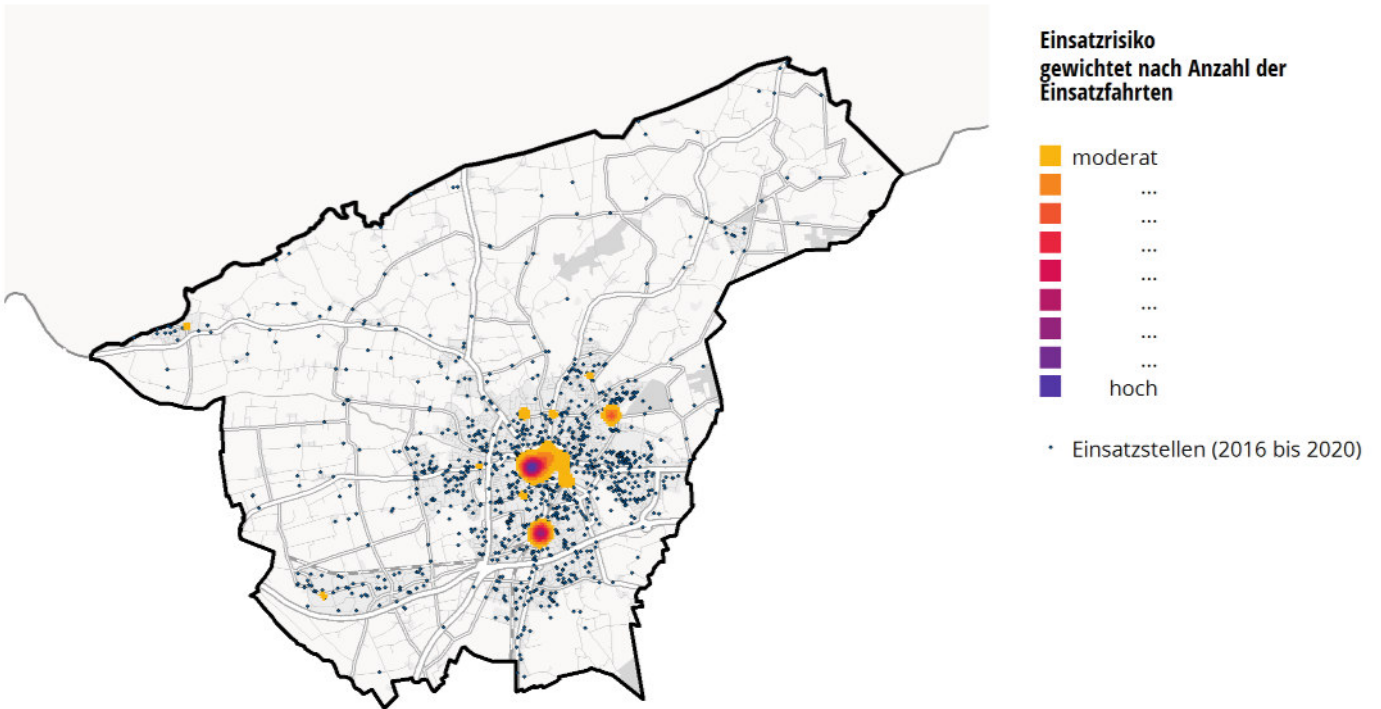 Einsatzrisiko
gewichtet nach Anzahl der
Einsatzfahrten
moderat
...
...
...
...
...
...
...
hoch
Einsatzstellen (2016 bis 2020)